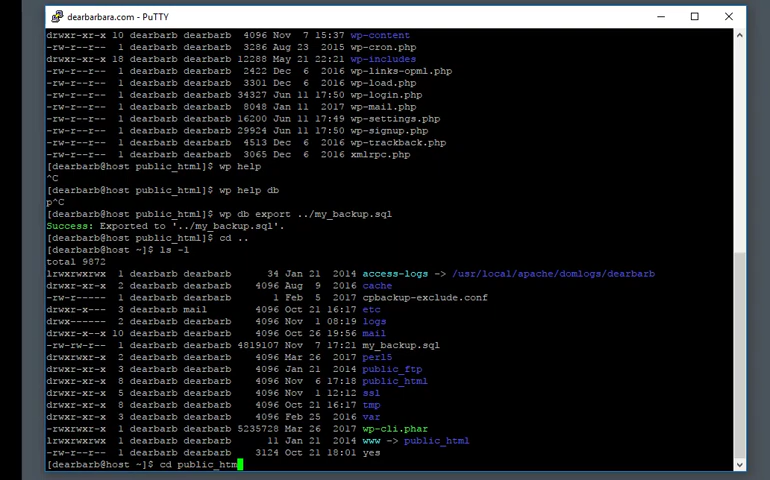 dearbarbara.com - PuTTY
drwxr-xr-x 10 dearbarb dearbarb 4096 Nov 7 15:37 wp-content
-rw-r--r-- 1 dearbarb dearbarb 3286 Aug 23 2015 wp-cron.php
drwxr-xr-x 18 dearbarb dearbarb 12288 May 21 22:21 wp-includes
-rw-r--r-- 1 dearbarb dearbarb 2422 Dec 6 2016 wp-links-opml.php
-rw-r--r-- 1 dearbarb dearbarb 3301 Dec 6 2016 wp-load.php
-rw-r--r-- 1 dearbarb dearbarb 34327 Jun 11 17:50 wp-login.php
-rw-r--r-- 1 dearbarb dearbarb 8048 Jan 11 2017 wp-mail.php
-rw-r--r-- 1 dearbarb dearbarb 16200 Jun 11 17:49 wp-settings.php
-rw-r--r-- 1 dearbarb dearbarb 29924 Jun 11 17:50 wp-signup.php
-rw-r--r-- 1 dearbarb dearbarb 4513 Dec 6 2016 wp-trackback.php
-rw-r--r-- 1 dearbarb dearbarb 3065 Dec 6 2016 xmlrpc.php
[dearbarb@host public_html]$ wp help
^C
[dearbarb@host public_html]$ wp help db
p^C
[dearbarb@host public_html]$ wp db export ../my_backup.sql
Success: Exported to '../my_backup.sql'.
[dearbarb@host public_html]$ cd ..
[dearbarb@host ~]$ ls -l
total 9872
lrwxrwxrwx 1 dearbarb dearbarb 34 Jan 21 2014 access-logs -> /usr/local/apache/domlogs/dearbarb
drwxr-xr-x 2 dearbarb dearbarb 4096 Aug 9 2016 cache
-rw-r----- 1 dearbarb dearbarb 1 Feb 5 2017 cpbackup-exclude.conf
drwxr-x--- 3 dearbarb mail 4096 Oct 21 16:17 etc
drwx------ 2 dearbarb dearbarb 4096 Nov 1 08:19 logs
drwxr-x--x 10 dearbarb dearbarb 4096 Oct 26 19:56 mail
-rw-rw-r-- 1 dearbarb dearbarb 4819107 Nov 7 17:21 my_backup.sql
drwxr-xr-x 2 dearbarb dearbarb 4096 Mar 26 2017 perl5
drwxr-xr-x 3 dearbarb dearbarb 4096 Jan 21 2014 public_ftp
drwxr-xr-x 8 dearbarb dearbarb 4096 Nov 6 17:18 public_html
drwxr-xr-x 5 dearbarb dearbarb 4096 Nov 1 12:12 ssl
drwxr-xr-x 8 dearbarb dearbarb 4096 Oct 21 16:17 tmp
drwxr-xr-x 3 dearbarb dearbarb 4096 Feb 25 2016 var
-rwxrwxr-x 1 dearbarb dearbarb 5235728 Mar 26 2017 wp-cli.phar
lrwxrwxrwx 1 dearbarb dearbarb 11 Jan 21 2014 www -> public_html
-rw-rw-r-- 1 dearbarb dearbarb 3124 Oct 21 18:01 yes
[dearbarb@host ~]$ cd public_htm